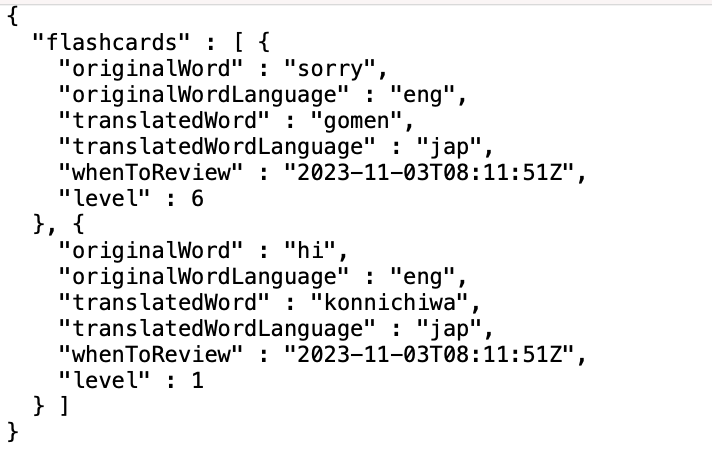 {
  "flashcards" : [ {
    "originalWord" : "sorry",
    "originalWordLanguage" : "eng",
    "translatedWord" : "gomen",
    "translatedWordLanguage" : "jap",
    "whenToReview" : "2023-11-03T08:11:51Z",
    "level" : 6
  }, {
    "originalWord" : "hi",
    "originalWordLanguage" : "eng",
    "translatedWord" : "konnichiwa",
    "translatedWordLanguage" : "jap",
    "whenToReview" : "2023-11-03T08:11:51Z",
    "level" : 1
  } ]
}